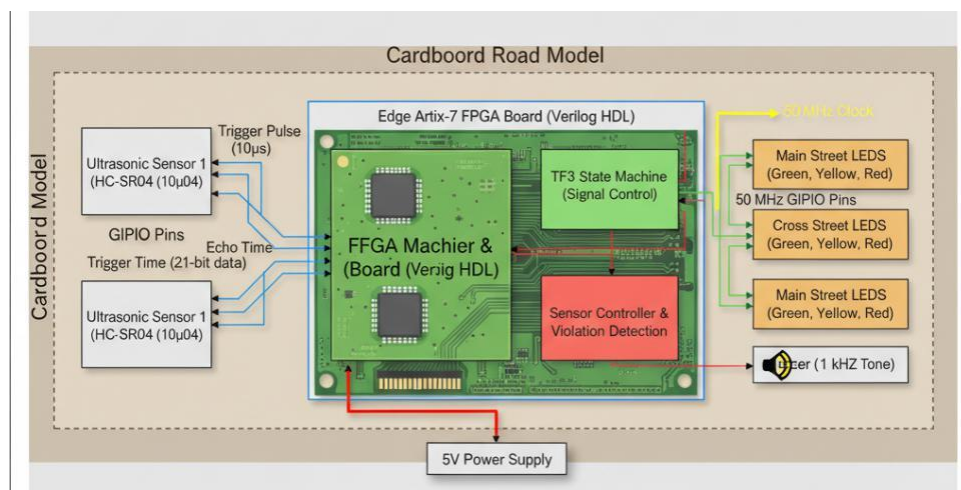 Cardboord Road Model
Cardboord Model
Edge Artix-7 FPGA Board (Verilog HDL)
50 MHz Clock
Trigger Pulse
(10µs)
Ultrasonic Sensor 1
(HC-SR04 (10µ04)
GIPIO Pins
Echo Time
Trigger Time (21-bit data)
Ultrasonic Sensor 1
(HC-SR04 (10µ04)
FFGA Machier &
(Board (Verijg HDL)
TF3 State Machine
(Signal Control)
Sensor Controller &
Violation Detection
Main Street LEDS
(Green, Yellow, Red)
50 MHz GIPIO Pins
Cross Street LEDS
(Green, Yellow, Red)
Main Street LEDS
(Green, Yellow, Red)
(1 kHZ Tone)
5V Power Supply